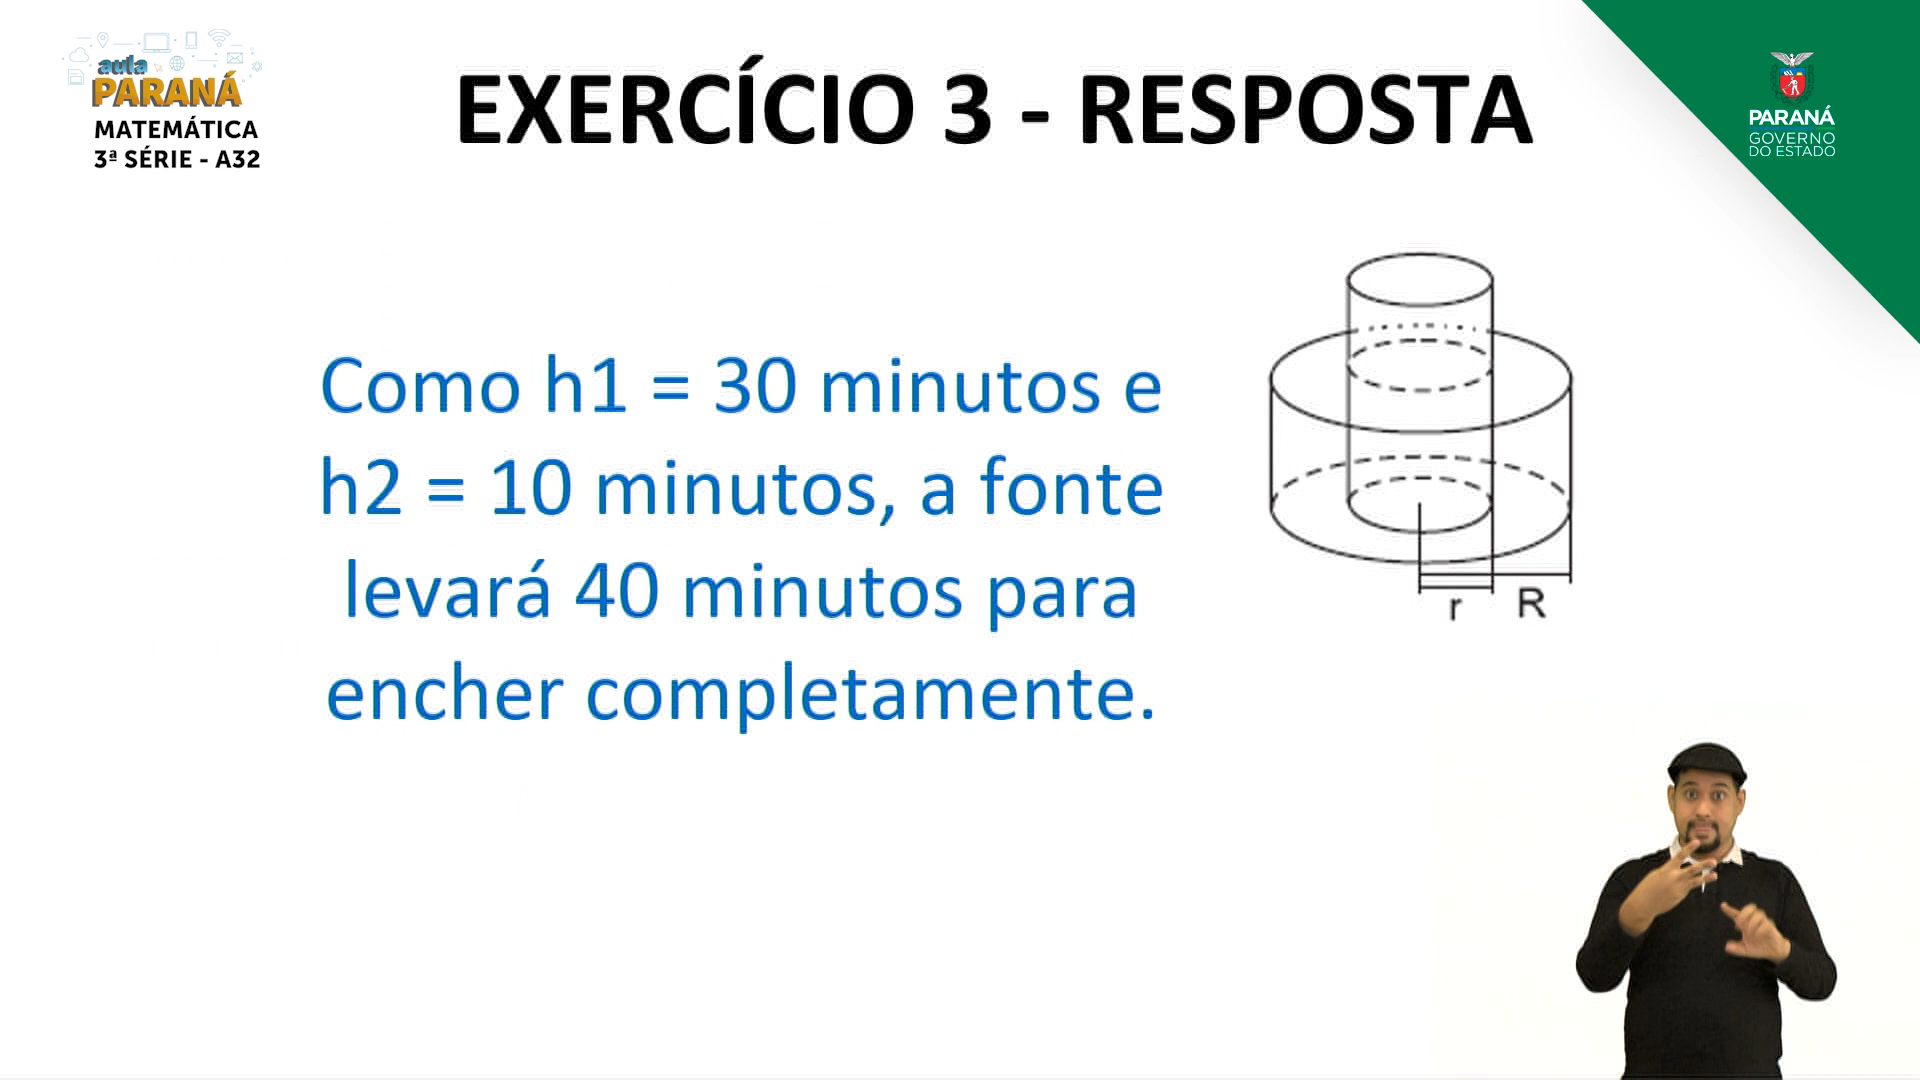 aula
PARANÁ
MATEMÁTICA
3ª SÉRIE - A32
EXERCÍCIO 3 - RESPOSTA
PARANÁ
GOVERNO
DO ESTADO
Como h1 = 30 minutos e
h2 = 10 minutos, a fonte
levará 40 minutos para
encher completamente.
r R